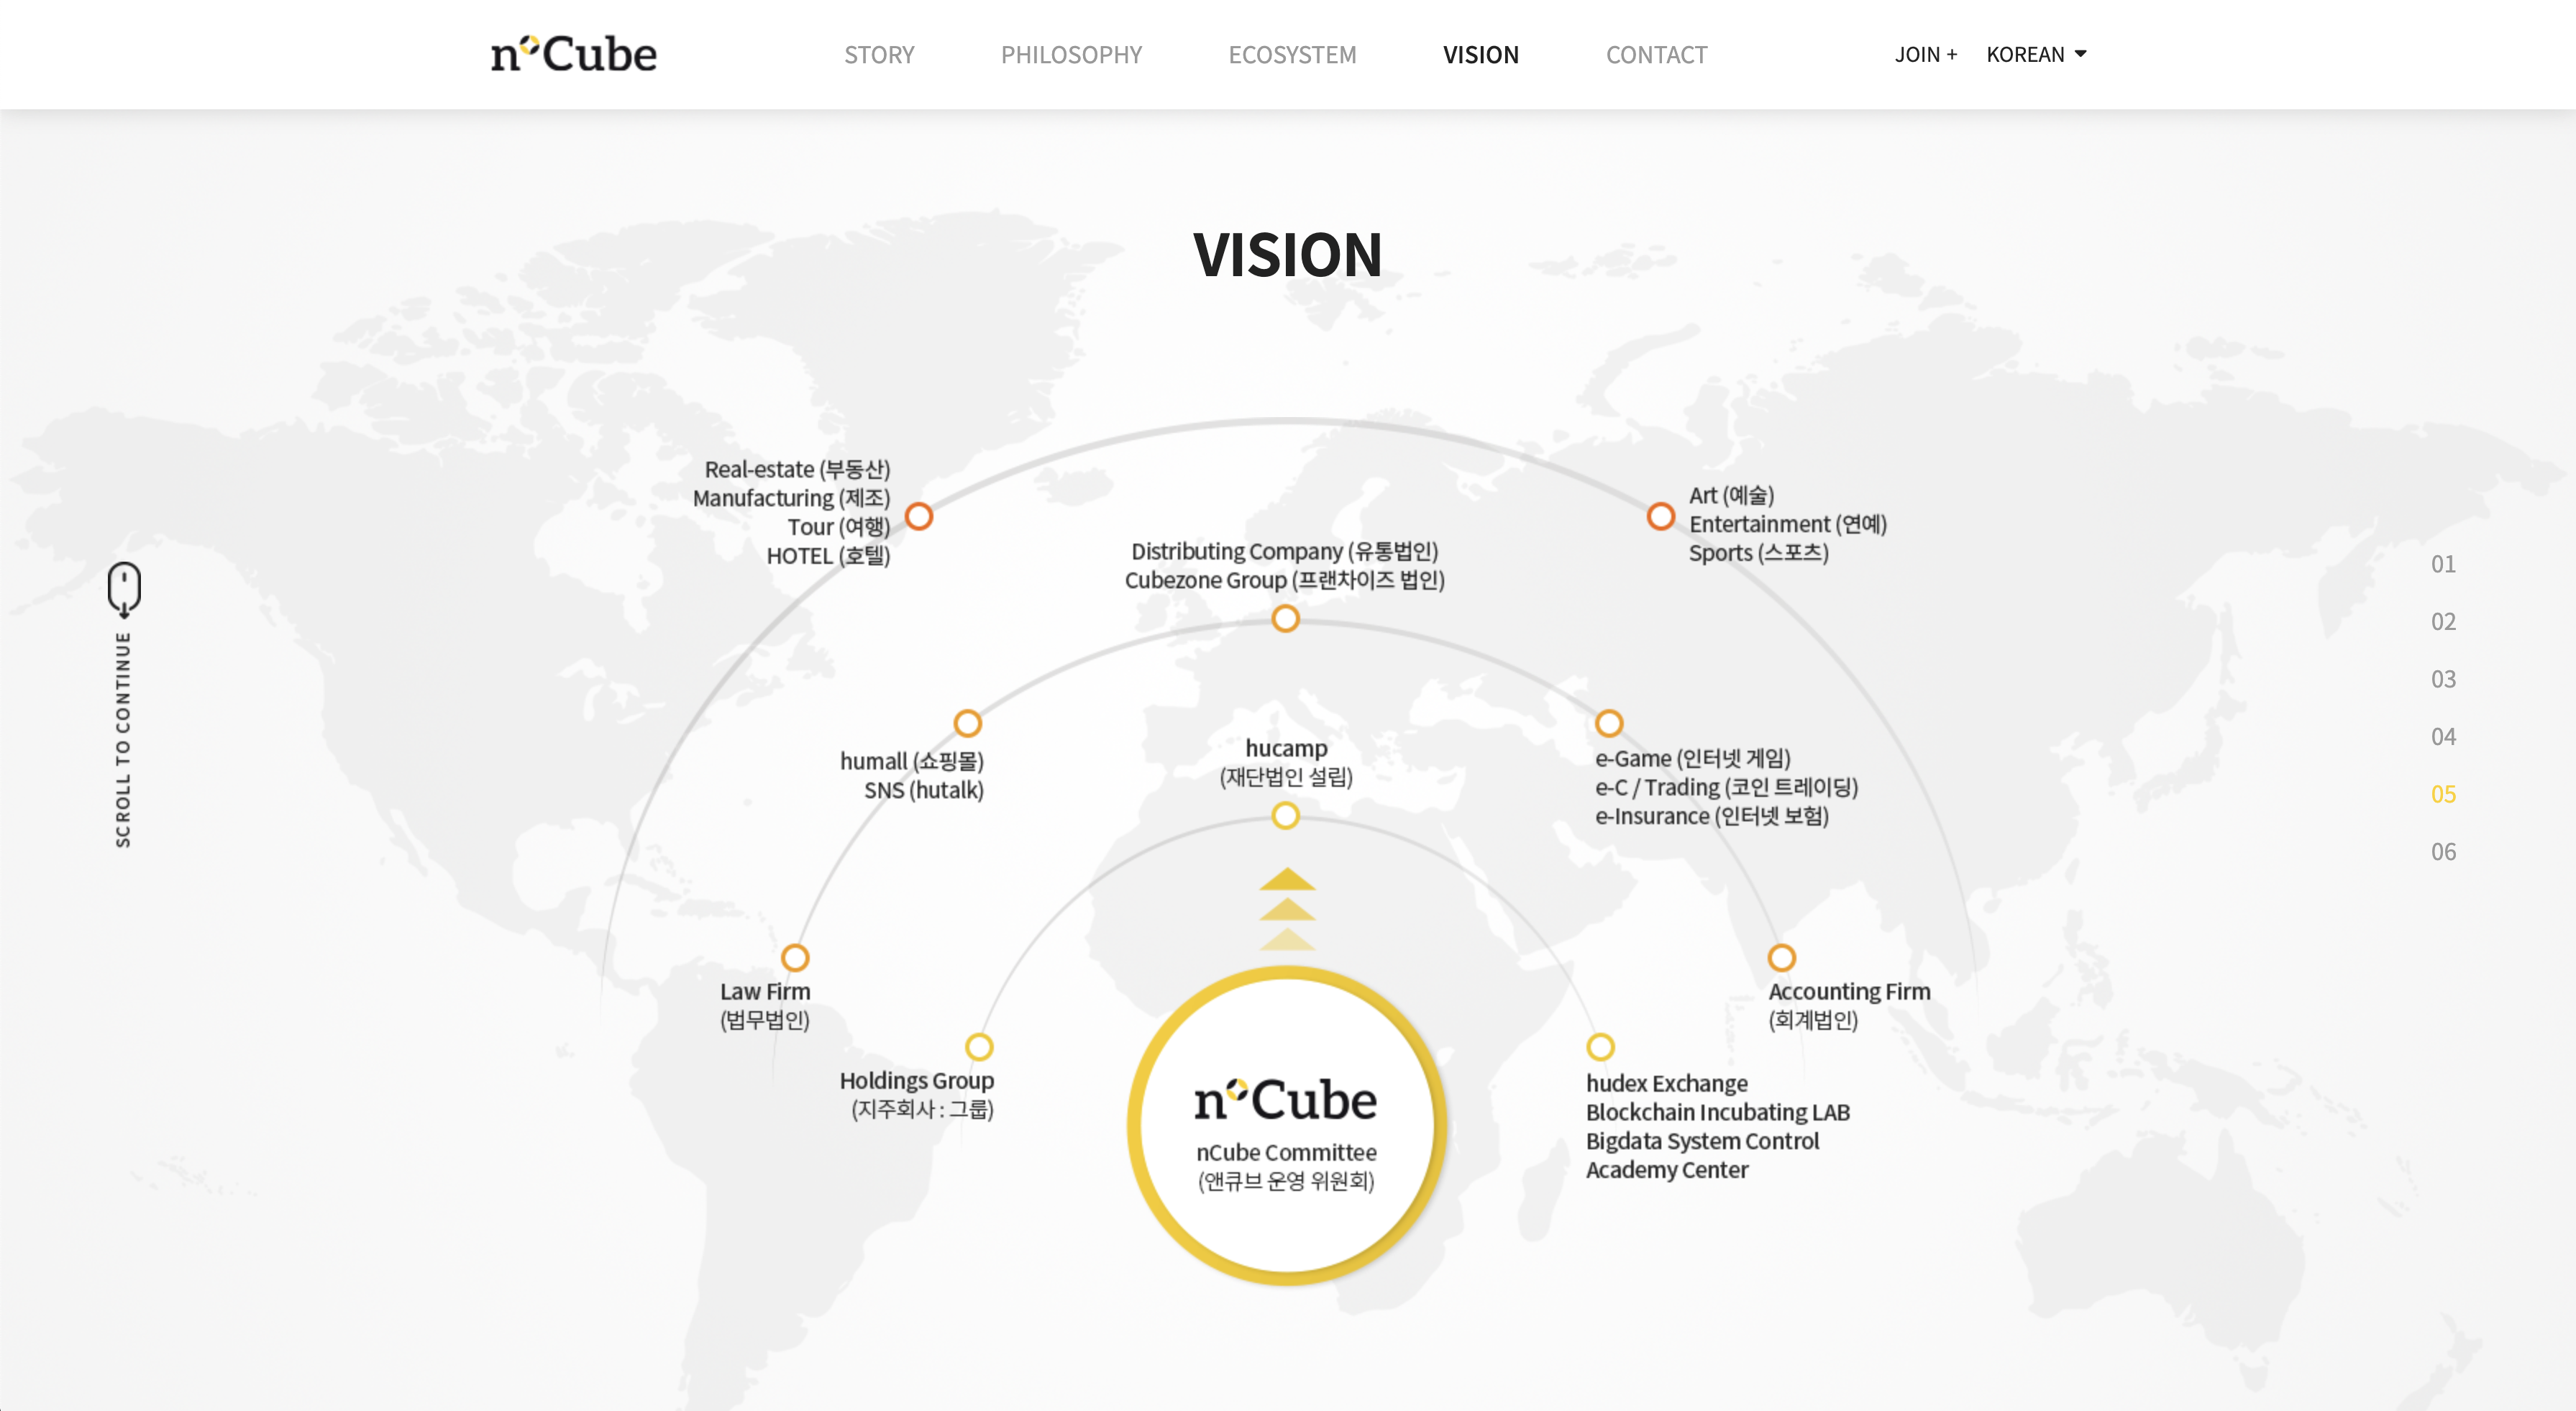 n Cube
STORY
PHILOSOPHY
ECOSYSTEM
VISION
CONTACT
JOIN +
KOREAN
VISION
Real-estate (부동산)
Manufacturing (제조)
Tour (여행)
HOTEL (호텔)
Art (예술)
Entertainment (연예)
Sports (스포츠)
Distributing Company (유통법인)
Cubezone Group (프랜차이즈 법인)
humall (쇼핑몰)
SNS (hutalk)
hucamp
(재단법인 설립)
e-Game (인터넷 게임)
e-C / Trading (코인 트레이딩)
e-Insurance (인터넷 보험)
Law Firm
(법무법인)
Accounting Firm
(회계법인)
Holdings Group
(지주회사 : 그룹)
hudex Exchange
Blockchain Incubating LAB
Bigdata System Control
Academy Center
n Cube
nCube Committee
(앤큐브 운영 위원회)
SCROLL TO CONTINUE
01
02
03
04
05
06